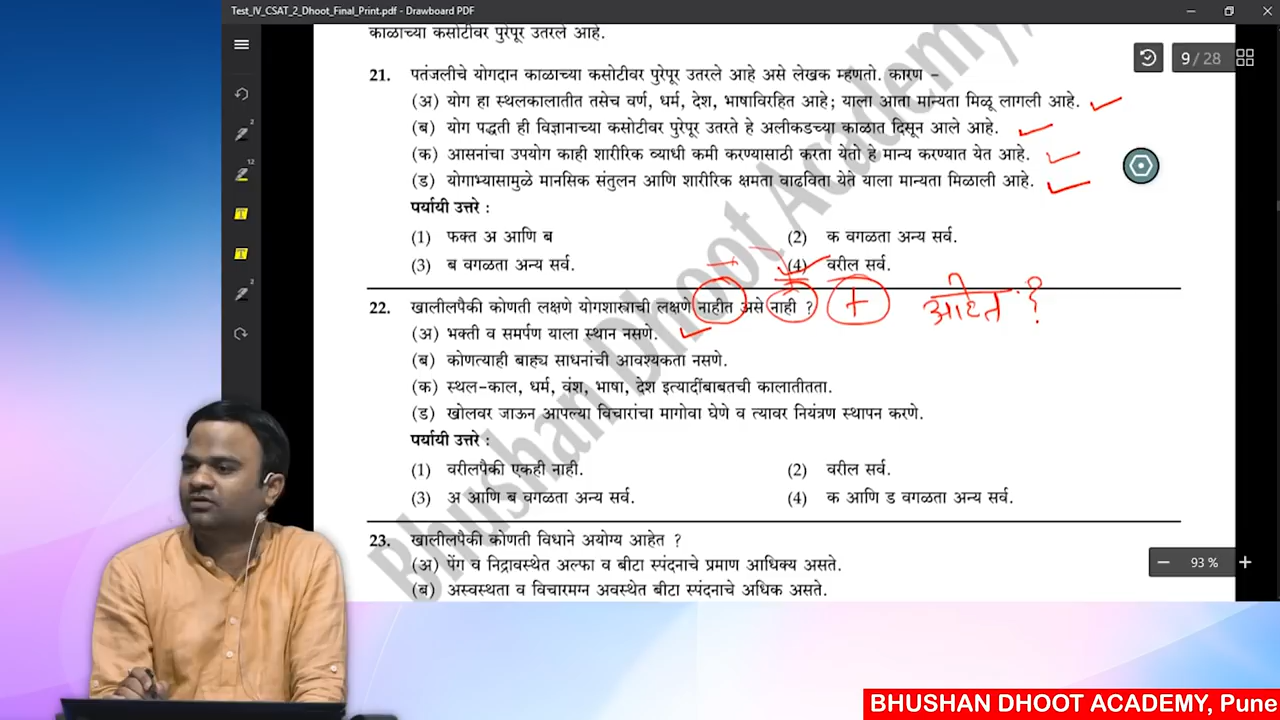 Test_IV_CSAT_2_Dhoot_Final_Print.pdf - Drawboard PDF
काळाच्या कसोटीवर पुरेपूर उतरले आहे.
9 / 28
21. पतंजलीचे योगदान काळाच्या कसोटीवर पुरेपूर उतरले आहे असे लेखक म्हणतो. कारण –
(अ) योग हा स्थलकालातीत तसेच वर्ण, धर्म, देश, भाषाविरहित आहे; याला आता मान्यता मिळू लागली आहे.
(ब) योग पद्धती ही विज्ञानाच्या कसोटीवर पुरेपूर उतरते हे अलीकडच्या काळात दिसून आले आहे.
(क) आसनांचा उपयोग काही शारीरिक व्याधी कमी करण्यासाठी करता येतो हे मान्य करण्यात येत आहे.
(ड) योगाभ्यासामुळे मानसिक संतुलन आणि शारीरिक क्षमता वाढविता येते याला मान्यता मिळाली आहे.
पर्यायी उत्तरे :
(1) फक्त अ आणि ब (2) क वगळता अन्य सर्व.
(3) ब वगळता अन्य सर्व. (4) वरील सर्व.
22. खालीलपैकी कोणती लक्षणे योगशास्त्राची लक्षणे नाहीत असे नाही ? + आहेत ?
(अ) भक्ती व समर्पण याला स्थान नसणे.
(ब) कोणत्याही बाह्य साधनांची आवश्यकता नसणे.
(क) स्थल-काल, धर्म, वंश, भाषा, देश इत्यादींबाबतची कालातीतता.
(ड) खोलवर जाऊन आपल्या विचारांचा मागोवा घेणे व त्यावर नियंत्रण स्थापन करणे.
पर्यायी उत्तरे :
(1) वरीलपैकी एकही नाही. (2) वरील सर्व.
(3) अ आणि ब वगळता अन्य सर्व. (4) क आणि ड वगळता अन्य सर्व.
23. खालीलपैकी कोणती विधाने अयोग्य आहेत ?
(अ) पेंग व निद्रावस्थेत अल्फा व बीटा स्पंदनाचे प्रमाण आधिक्य असते.
(ब) अस्वस्थता व विचारमग्न अवस्थेत बीटा स्पंदनाचे अधिक असते.
93 %
Bhushan Dhoot Academy,
BHUSHAN DHOOT ACADEMY, Pune